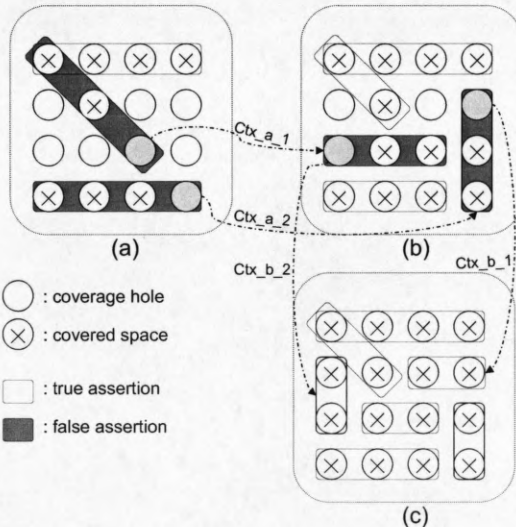 Ctx_a_1
Ctx_a_2
(a)
(b)
Ctx_b_2
Ctx_b_1
: coverage hole
: covered space
: true assertion
: false assertion
(c)